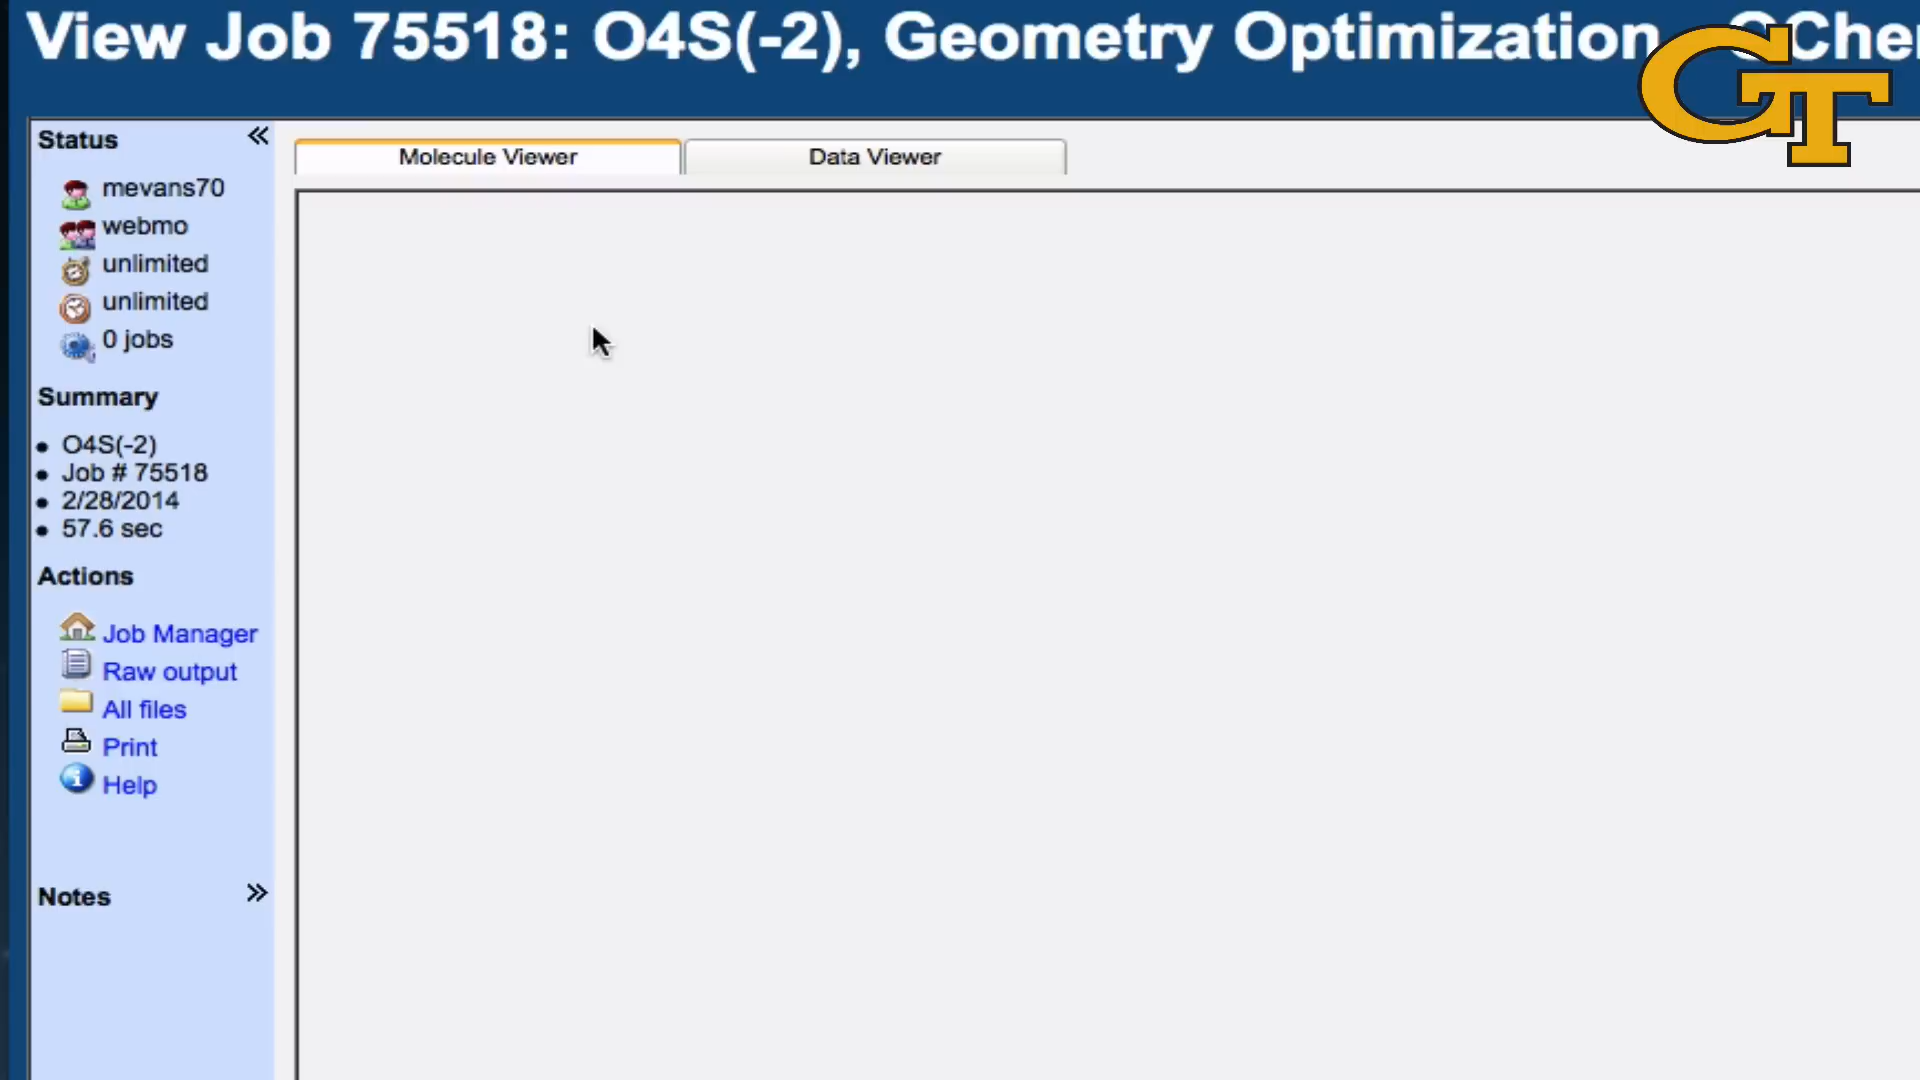 View Job 75518: O4S(-2), Geometry Optimization
GT
Status
Molecule Viewer
Data Viewer
mevans70
webmo
unlimited
unlimited
0 jobs
Summary
O4S(-2)
Job # 75518
2/28/2014
57.6 sec
Actions
Job Manager
Raw output
All files
Print
Help
Notes